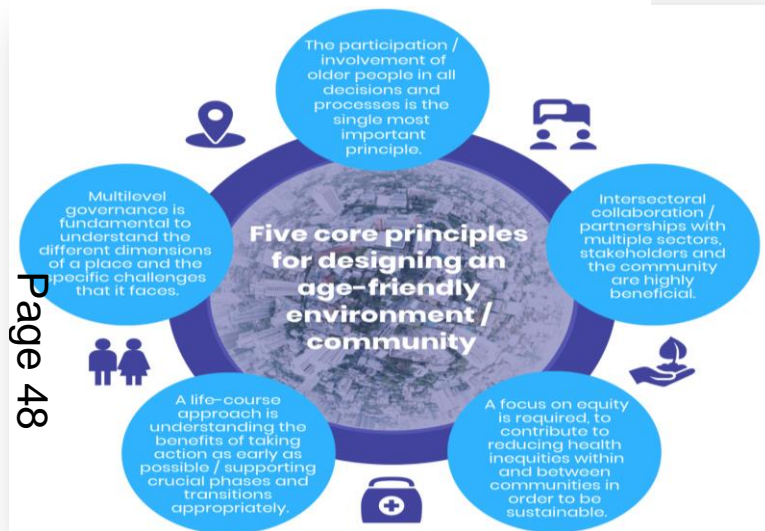 The participation /
involvement of
older people in all
decisions and
processes is the
single most
important
principle.
Multilevel
governance is
fundamental to
understand the
different dimensions
of a place and the
specific challenges
that it faces.
Intersectoral
collaboration /
partnerships with
multiple sectors,
stakeholders and
the community
are highly
beneficial.
Five core principles
for designing an
age-friendly
environment /
community
A life-course
approach is
understanding the
benefits of taking
action as early as
possible / supporting
crucial phases and
transitions
appropriately.
A focus on equity
is required, to
contribute to
reducing health
inequities within
and between
communities in
order to be
sustainable.
Page 48